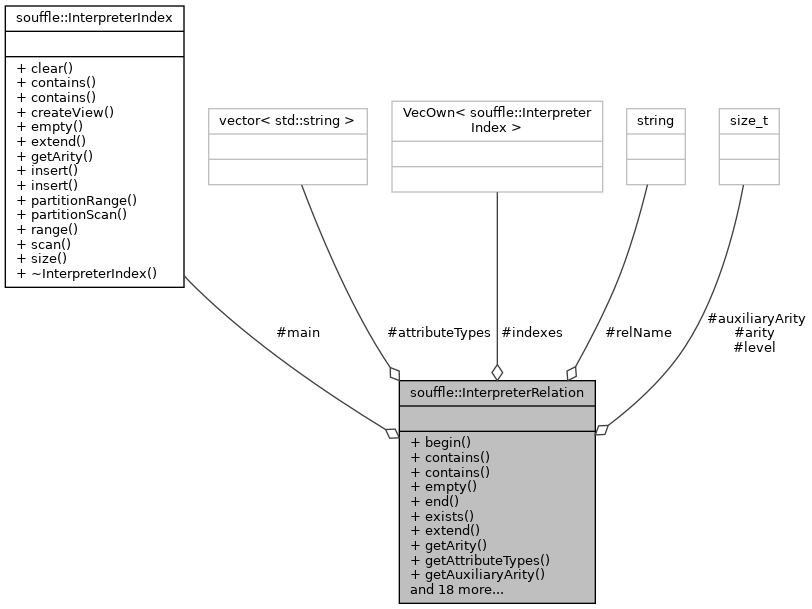 souffle::InterpreterIndex
+ clear()
+ contains()
+ contains()
+ createView()
+ empty()
+ extend()
+ getArity()
+ insert()
+ insert()
+ partitionRange()
+ partitionScan()
+ range()
+ scan()
+ size()
+ ~InterpreterIndex()
vector< std::string >
VecOwn< souffle::Interpreter
Index >
string
size_t
#main
#attributeTypes
#indexes
#relName
#auxiliaryArity
#arity
#level
souffle::InterpreterRelation
+ begin()
+ contains()
+ contains()
+ empty()
+ end()
+ exists()
+ extend()
+ getArity()
+ getAttributeTypes()
+ getAuxiliaryArity()
and 18 more...